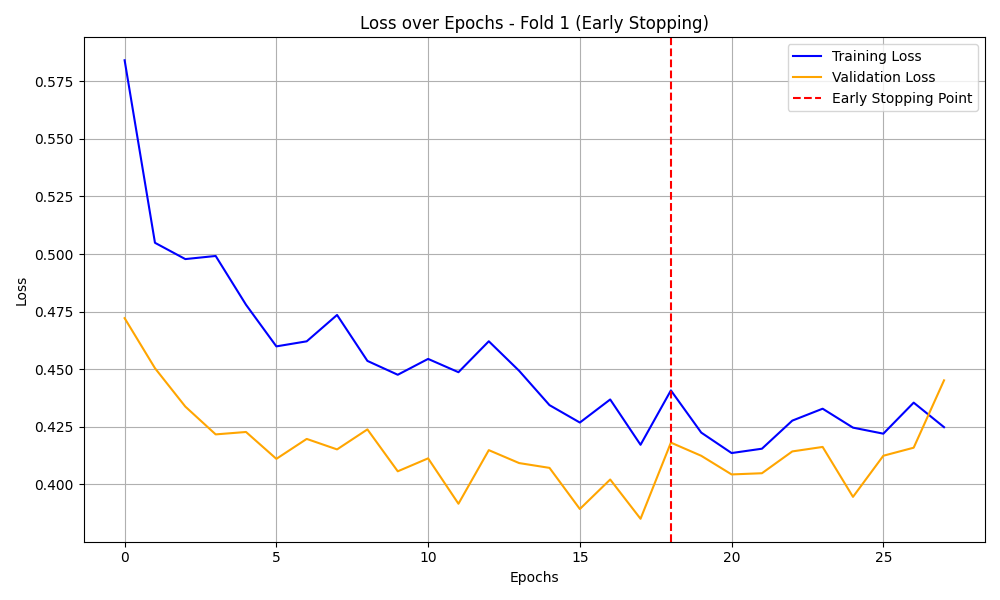 Loss over Epochs - Fold 1 (Early Stopping)
Training Loss
Validation Loss
Early Stopping Point
Loss
0.575
0.550
0.525
0.500
0.475
0.450
0.425
0.400
0 5 10 15 20 25
Epochs